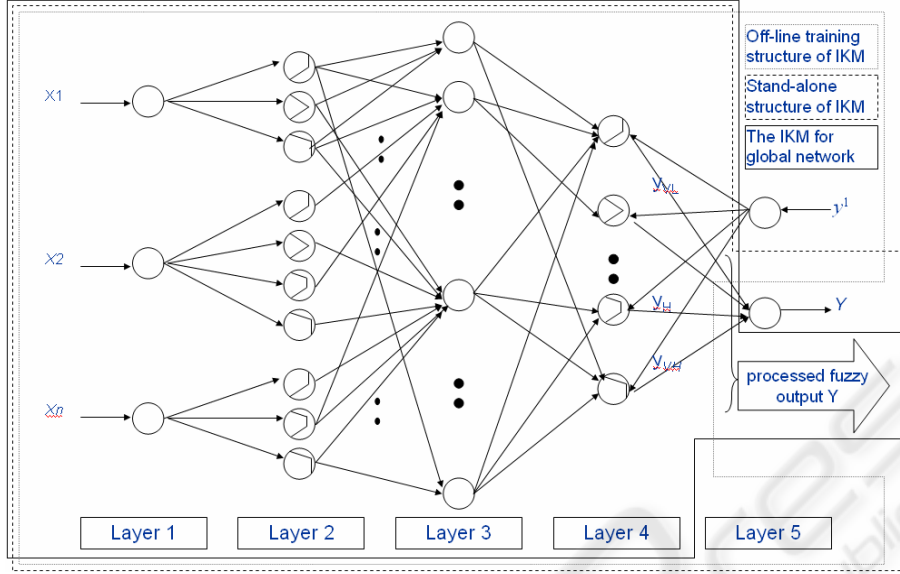 Off-line training
structure of IKM
Stand-alone
structure of IKM
The IKM for
global network
X1
X2
Xn
yVL
yH
yVH
y1
Y
processed fuzzy
output Y
Layer 1
Layer 2
Layer 3
Layer 4
Layer 5